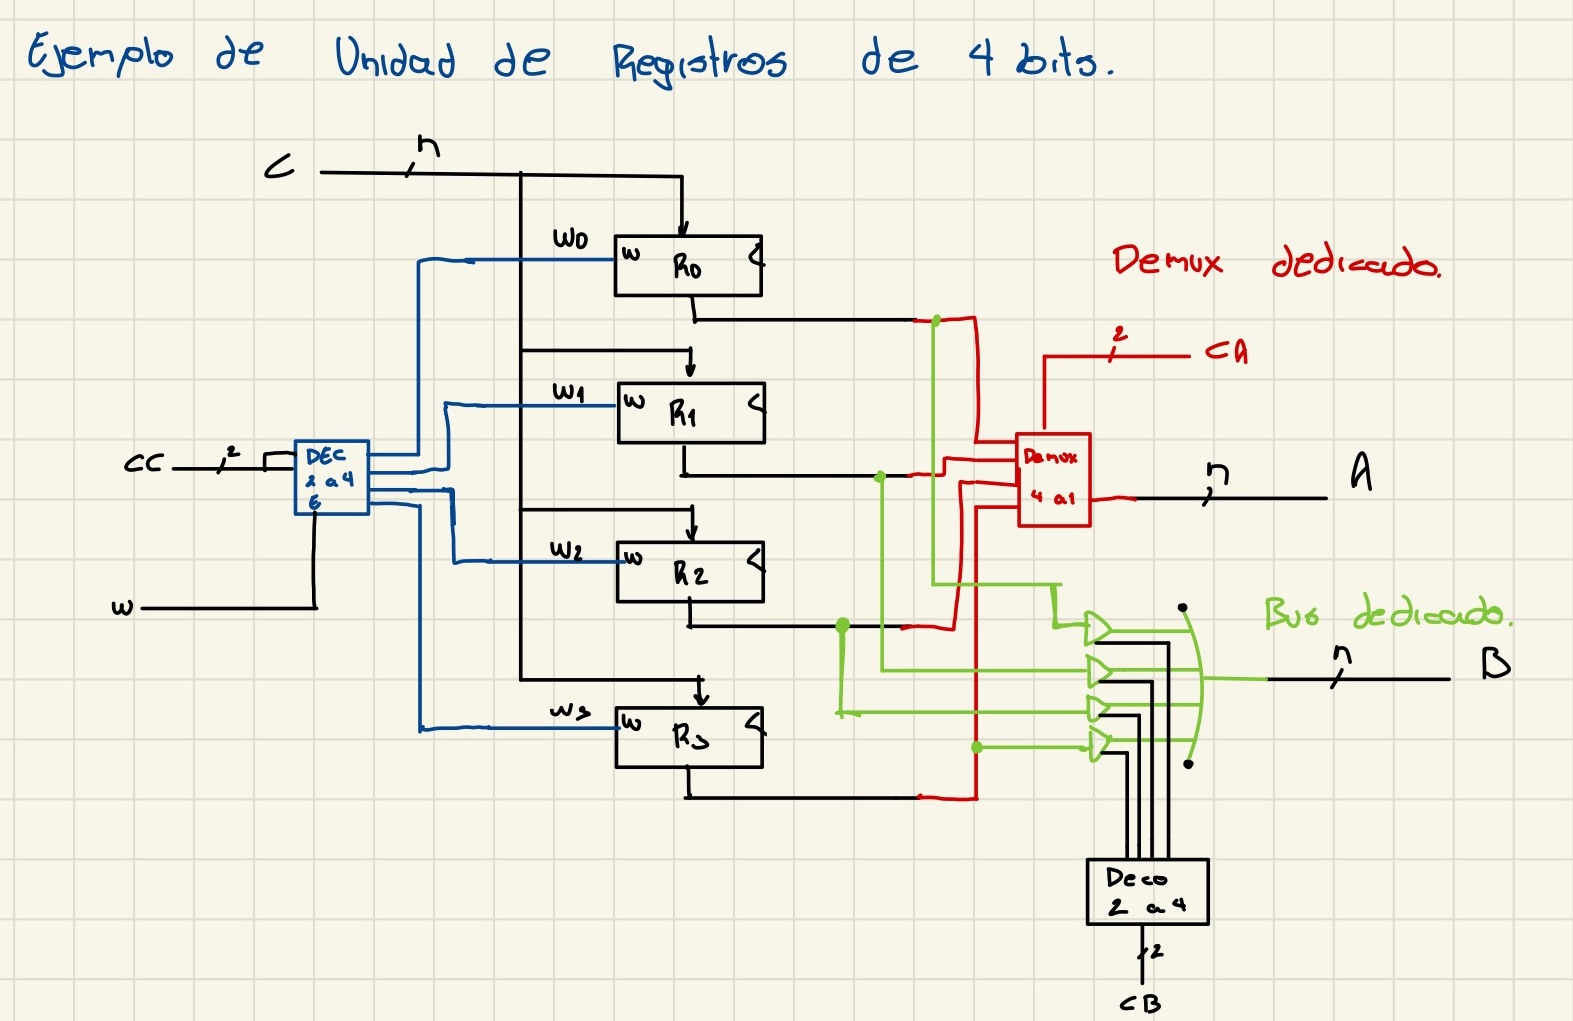 Ejemplo de Unidad de Registros de 4 bits.
n
C
W0
W R0
Demux dedicado.
2
CA
W1
W R1
CC 2
DEC
2 a 4
E
Demux
4 a 1
n
A
W2
W R2
W
Bus dedicado.
n
B
W3
W R3
Deco
2 a 4
2
CB